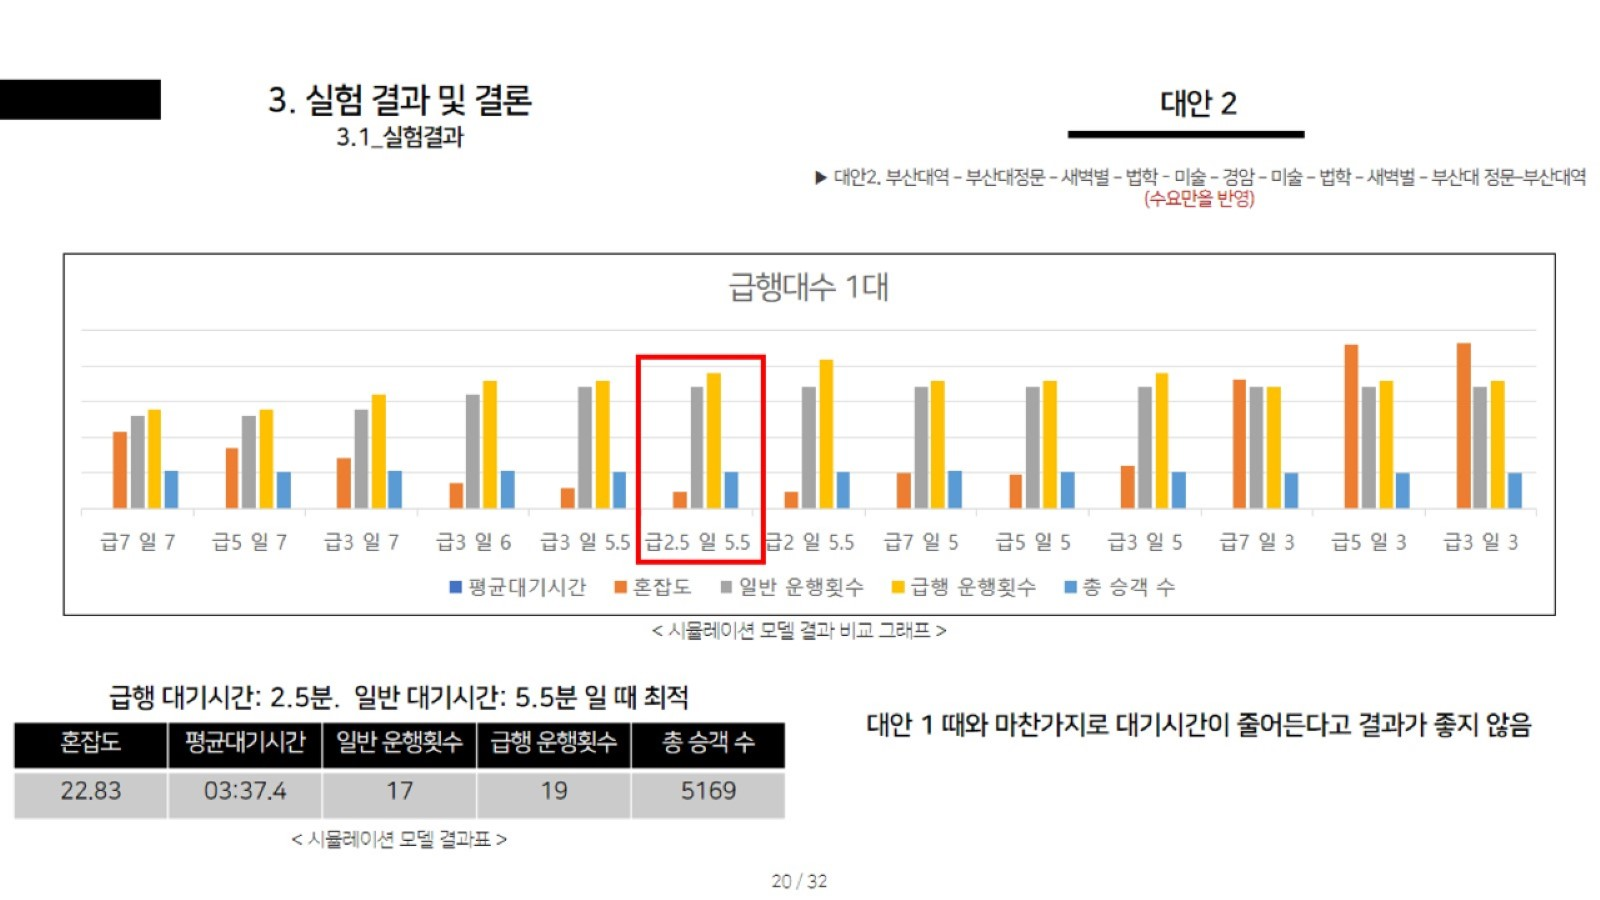 3. 실험 결과 및 결론
3.1_실험결과
대안 2
▶ 대안2. 부산대역 – 부산대정문 – 새벽별 – 법학 – 미술 – 경암 – 미술 – 법학 – 새벽벌 – 부산대 정문–부산대역
(수요만을 반영)
급행대수 1대
급7 일 7 급5 일 7 급3 일 7 급3 일 6 급3 일 5.5 급2.5 일 5.5 급2 일 5.5 급7 일 5 급5 일 5 급3 일 5 급7 일 3 급5 일 3 급3 일 3
평균대기시간 혼잡도 일반 운행횟수 급행 운행횟수 총 승객 수
< 시뮬레이션 모델 결과 비교 그래프 >
급행 대기시간: 2.5분. 일반 대기시간: 5.5분 일 때 최적
혼잡도 평균대기시간 일반 운행횟수 급행 운행횟수 총 승객 수
22.83 03:37.4 17 19 5169
< 시뮬레이션 모델 결과표 >
대안 1 때와 마찬가지로 대기시간이 줄어든다고 결과가 좋지 않음
20 / 32